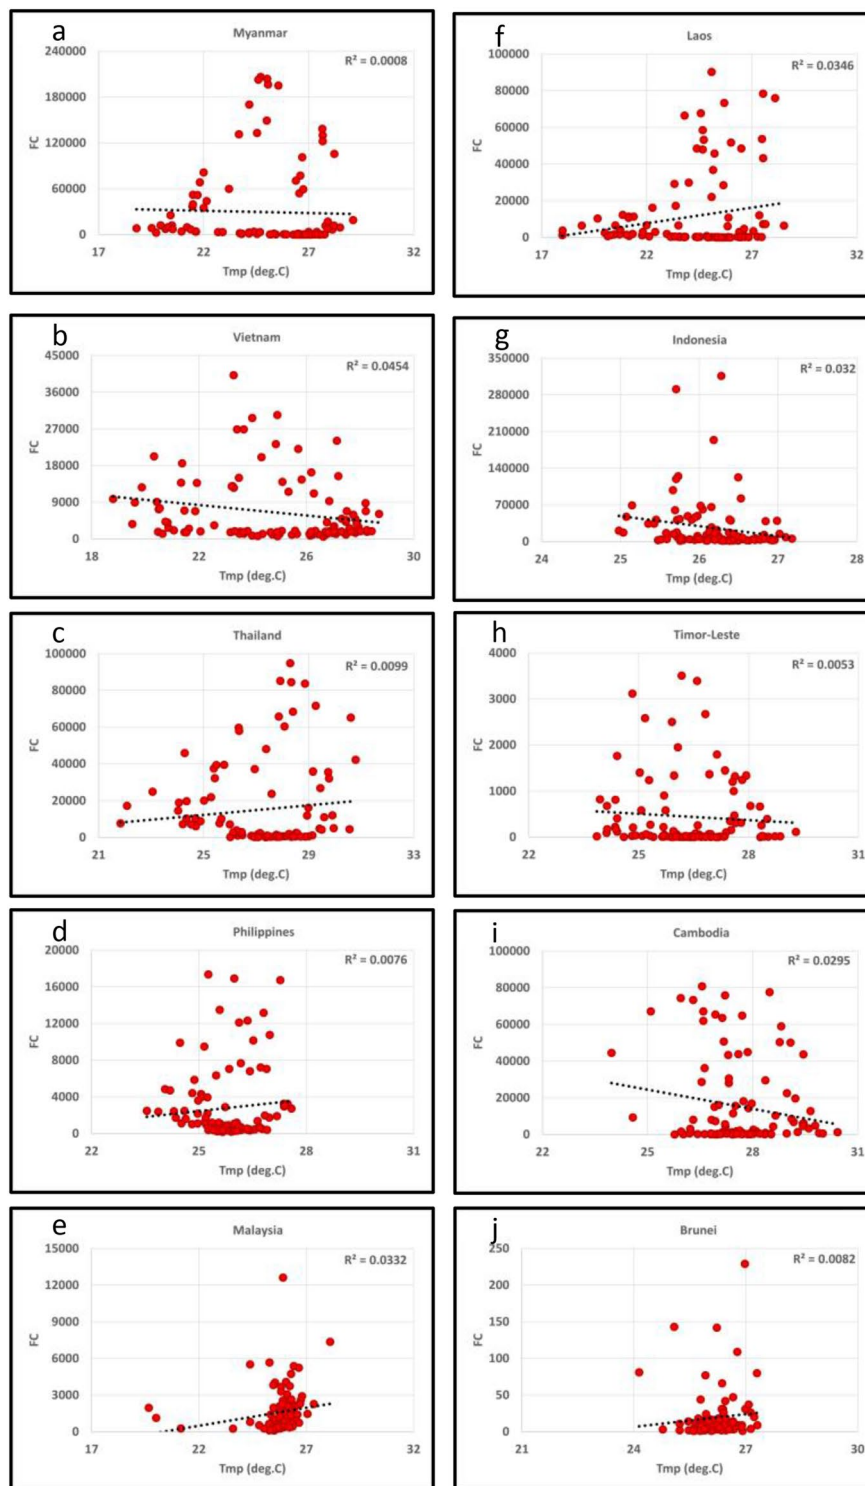 a
Myanmar
R² = 0.0008
240000
180000
120000
60000
0
FC
17
22
27
32
Tmp (deg.C)
b
Vietnam
R² = 0.0454
45000
36000
27000
18000
9000
0
FC
18
22
26
30
Tmp (deg.C)
c
Thailand
R² = 0.0099
100000
80000
60000
40000
20000
0
FC
21
25
29
33
Tmp (deg.C)
d
Philippines
R² = 0.0076
20000
16000
12000
8000
4000
0
FC
22
25
28
31
Tmp (deg.C)
e
Malaysia
R² = 0.0332
15000
12000
9000
6000
3000
0
FC
17
22
27
32
Tmp (deg.C)
f
Laos
R² = 0.0346
100000
80000
60000
40000
20000
0
FC
17
22
27
32
Tmp (deg.C)
g
Indonesia
R² = 0.032
350000
280000
210000
140000
70000
0
FC
24
25
26
27
28
Tmp (deg.C)
h
Timor-Leste
R² = 0.0053
4000
3000
2000
1000
0
FC
22
25
28
31
Tmp (deg.C)
i
Cambodia
R² = 0.0295
100000
80000
60000
40000
20000
0
FC
22
25
28
31
Tmp (deg.C)
j
Brunei
R² = 0.0082
250
200
150
100
50
0
FC
21
24
27
30
Tmp (deg.C)